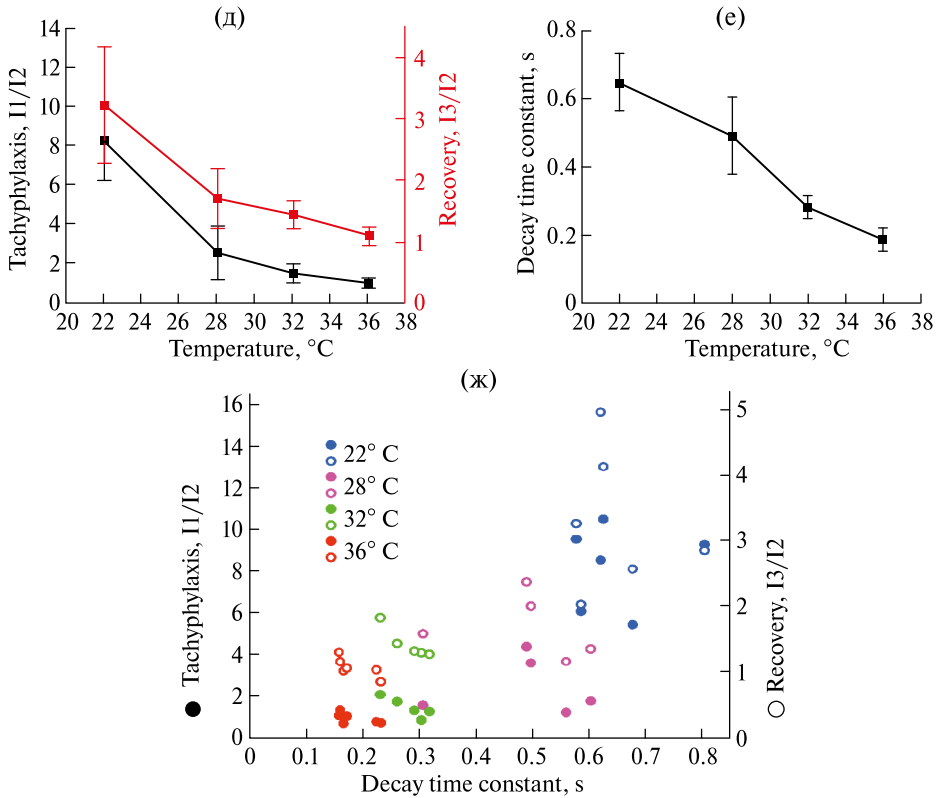 (д)
14
12
10
8
6
4
2
0
Tachyphylaxis, I1/I2
4
3
2
1
0
Recovery, I3/I2
20 22 24 26 28 30 32 34 36 38
Temperature, °C
(е)
0.8
0.6
0.4
0.2
0
Decay time constant, s
20 22 24 26 28 30 32 34 36 38
Temperature, °C
(ж)
16
14
12
10
8
6
4
2
0
Tachyphylaxis, I1/I2
22° C
28° C
32° C
36° C
5
4
3
2
1
0
Recovery, I3/I2
0 0.1 0.2 0.3 0.4 0.5 0.6 0.7 0.8
Decay time constant, s